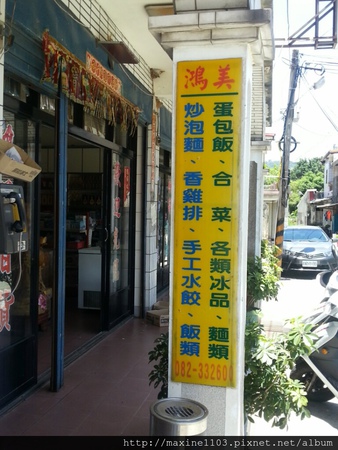 鴻美
蛋包飯、合菜、各類冰品、麵類
炒泡麵、香雞排、手工水餃、飯類
082-332600
http://maxine1103.pixnet.net/album